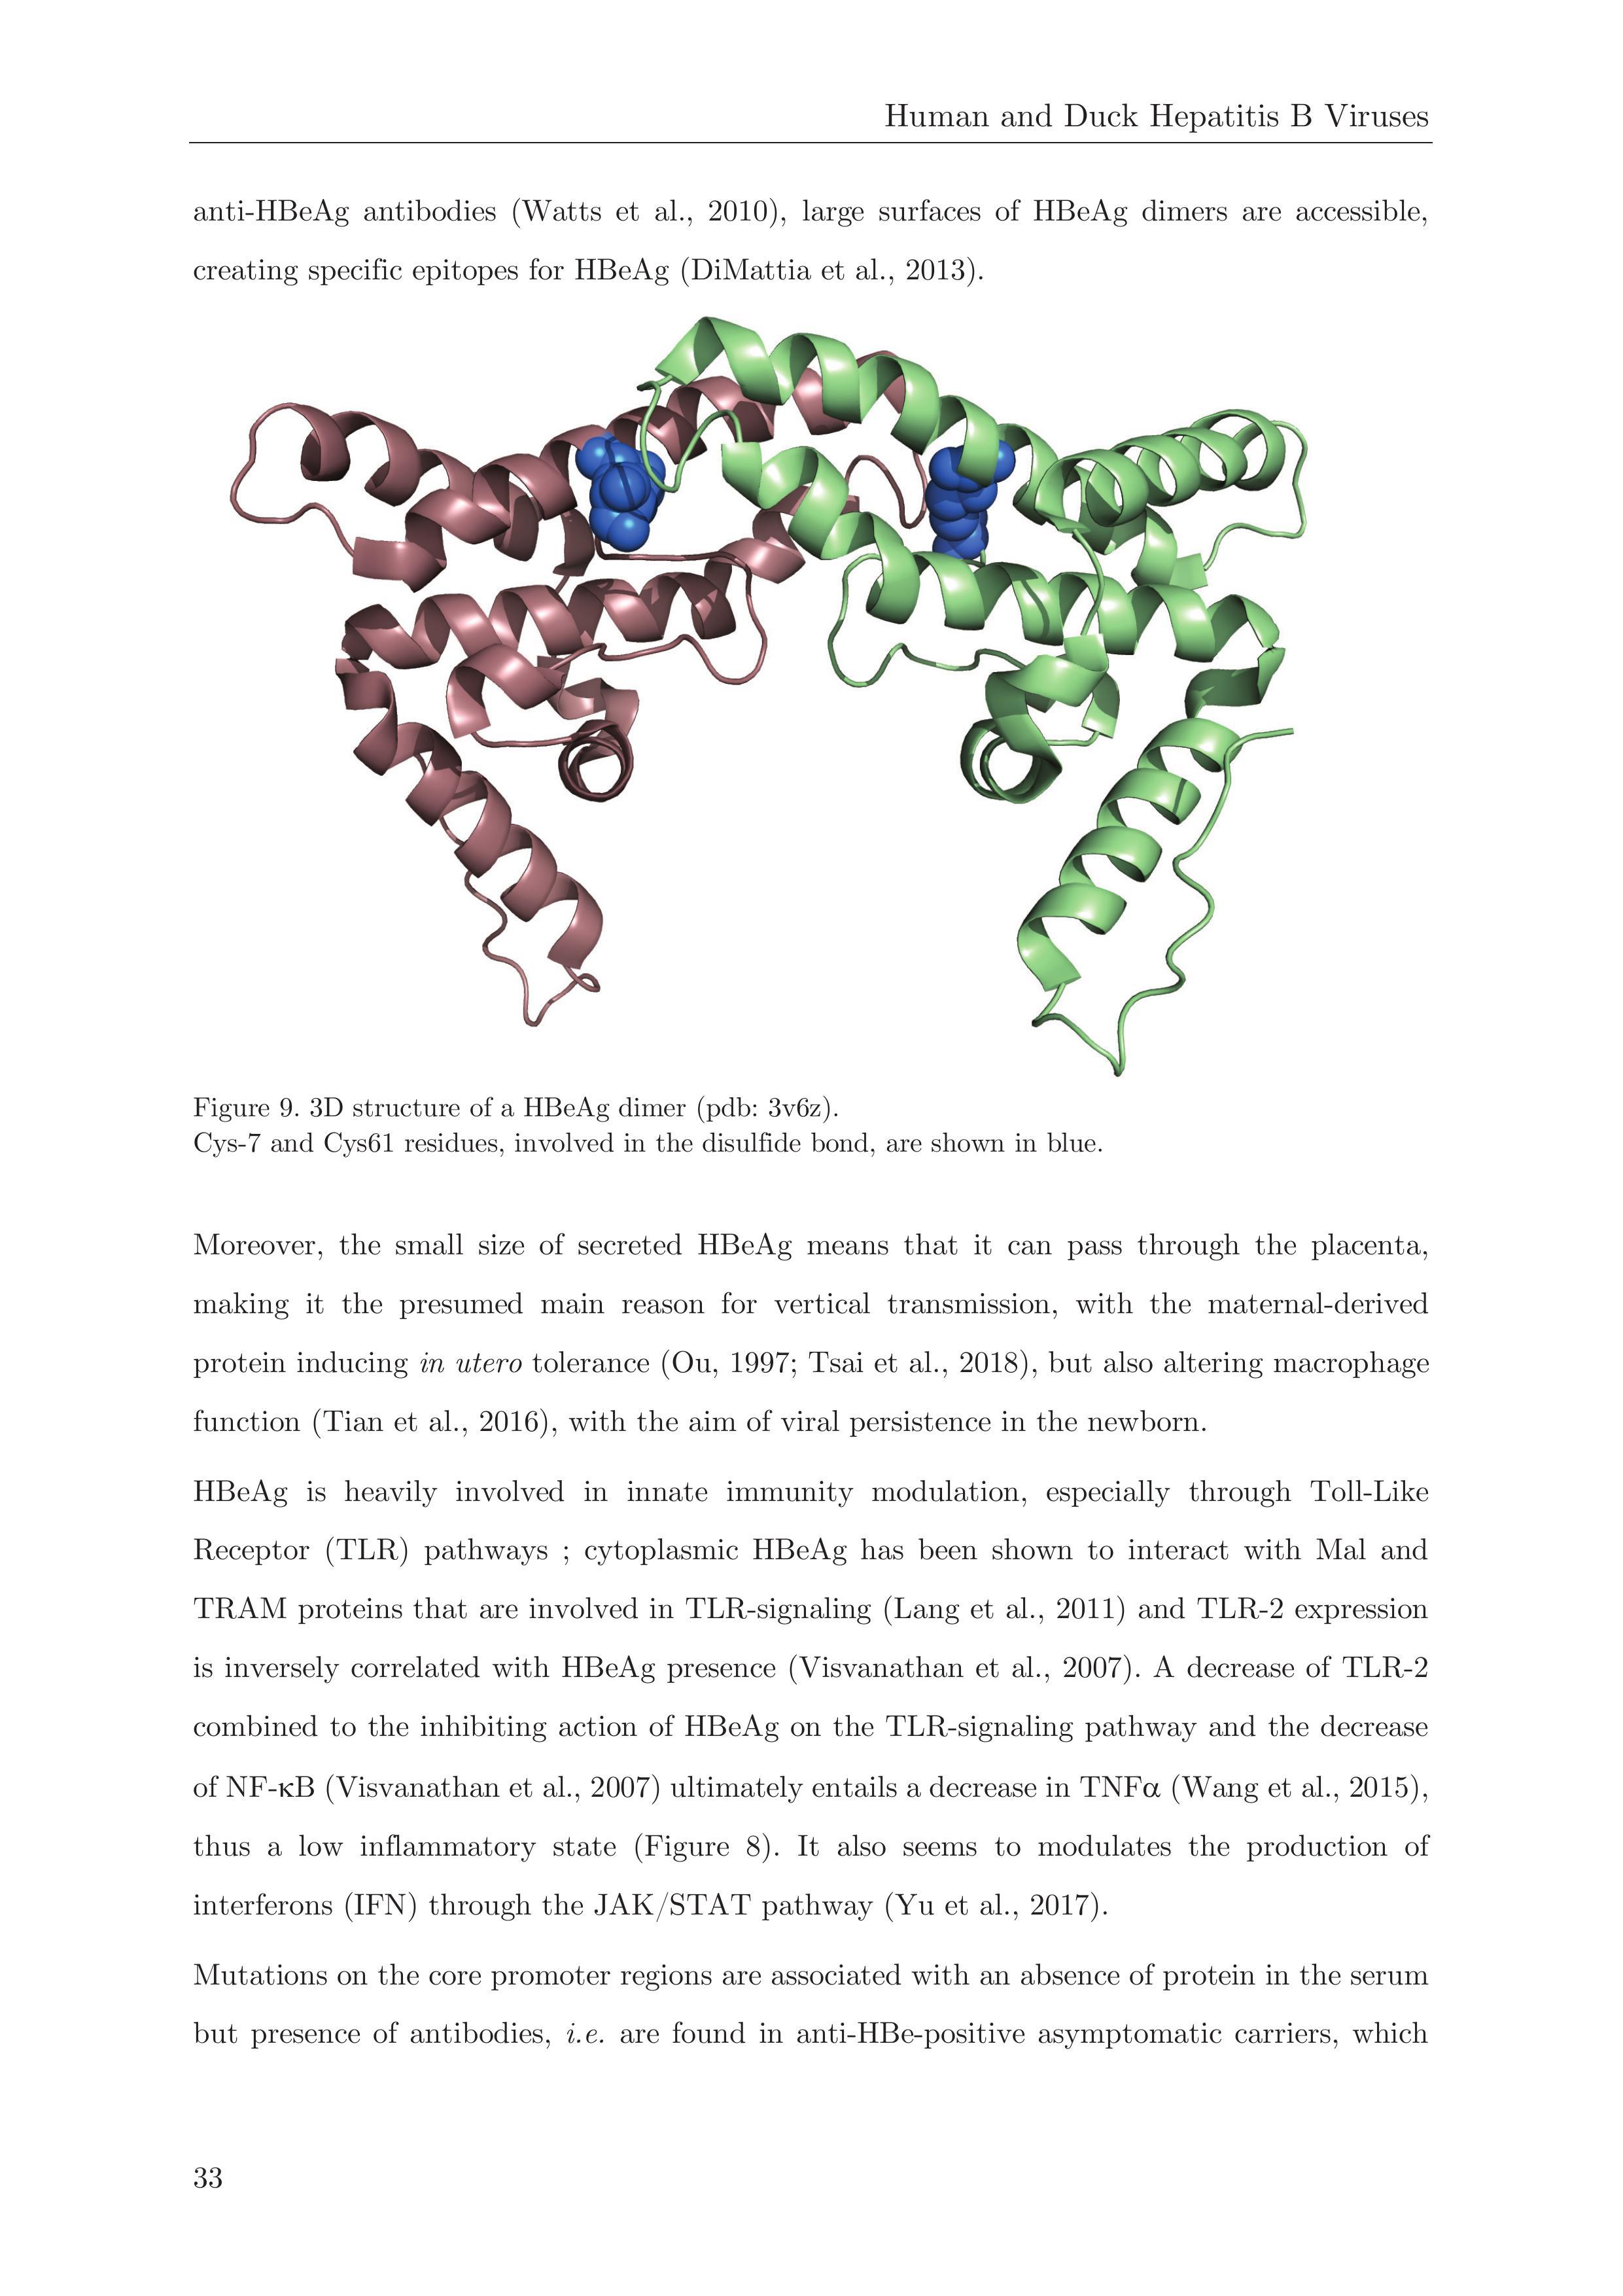 Human and Duck Hepatitis B Viruses
anti-HBeAg antibodies (Watts et al., 2010), large surfaces of HBeAg dimers are accessible,
creating specific epitopes for HBeAg (DiMattia et al., 2013).
Figure 9. 3D structure of a HBeAg dimer (pdb: 3v6z).
Cys-7 and Cys61 residues, involved in the disulfide bond, are shown in blue.
Moreover, the small size of secreted HBeAg means that it can pass through the placenta,
making it the presumed main reason for vertical transmission, with the maternal-derived
protein inducing in utero tolerance (Ou, 1997; Tsai et al., 2018), but also altering macrophage
function (Tian et al., 2016), with the aim of viral persistence in the newborn.
HBeAg is heavily involved in innate immunity modulation, especially through Toll-Like
Receptor (TLR) pathways ; cytoplasmic HBeAg has been shown to interact with Mal and
TRAM proteins that are involved in TLR-signaling (Lang et al., 2011) and TLR-2 expression
is inversely correlated with HBeAg presence (Visvanathan et al., 2007). A decrease of TLR-2
combined to the inhibiting action of HBeAg on the TLR-signaling pathway and the decrease
of NF-κB (Visvanathan et al., 2007) ultimately entails a decrease in TNFα (Wang et al., 2015),
thus a low inflammatory state (Figure 8). It also seems to modulates the production of
interferons (IFN) through the JAK/STAT pathway (Yu et al., 2017).
Mutations on the core promoter regions are associated with an absence of protein in the serum
but presence of antibodies, i.e. are found in anti-HBe-positive asymptomatic carriers, which
33